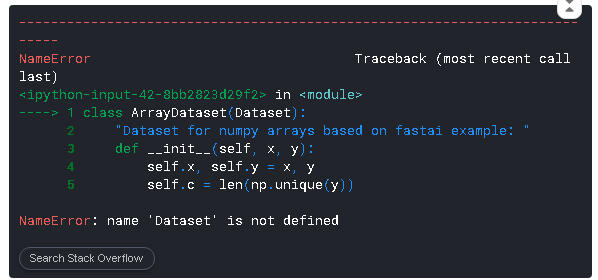 ---------------------------------------------------------------------------
NameError                                 Traceback (most recent call
last)
<ipython-input-42-8bb2823d29f2> in <module>
----> 1 class ArrayDataset(Dataset):
      2     "Dataset for numpy arrays based on fastai example: "
      3     def __init__(self, x, y):
      4         self.x, self.y = x, y
      5         self.c = len(np.unique(y))
NameError: name 'Dataset' is not defined
Search Stack Overflow